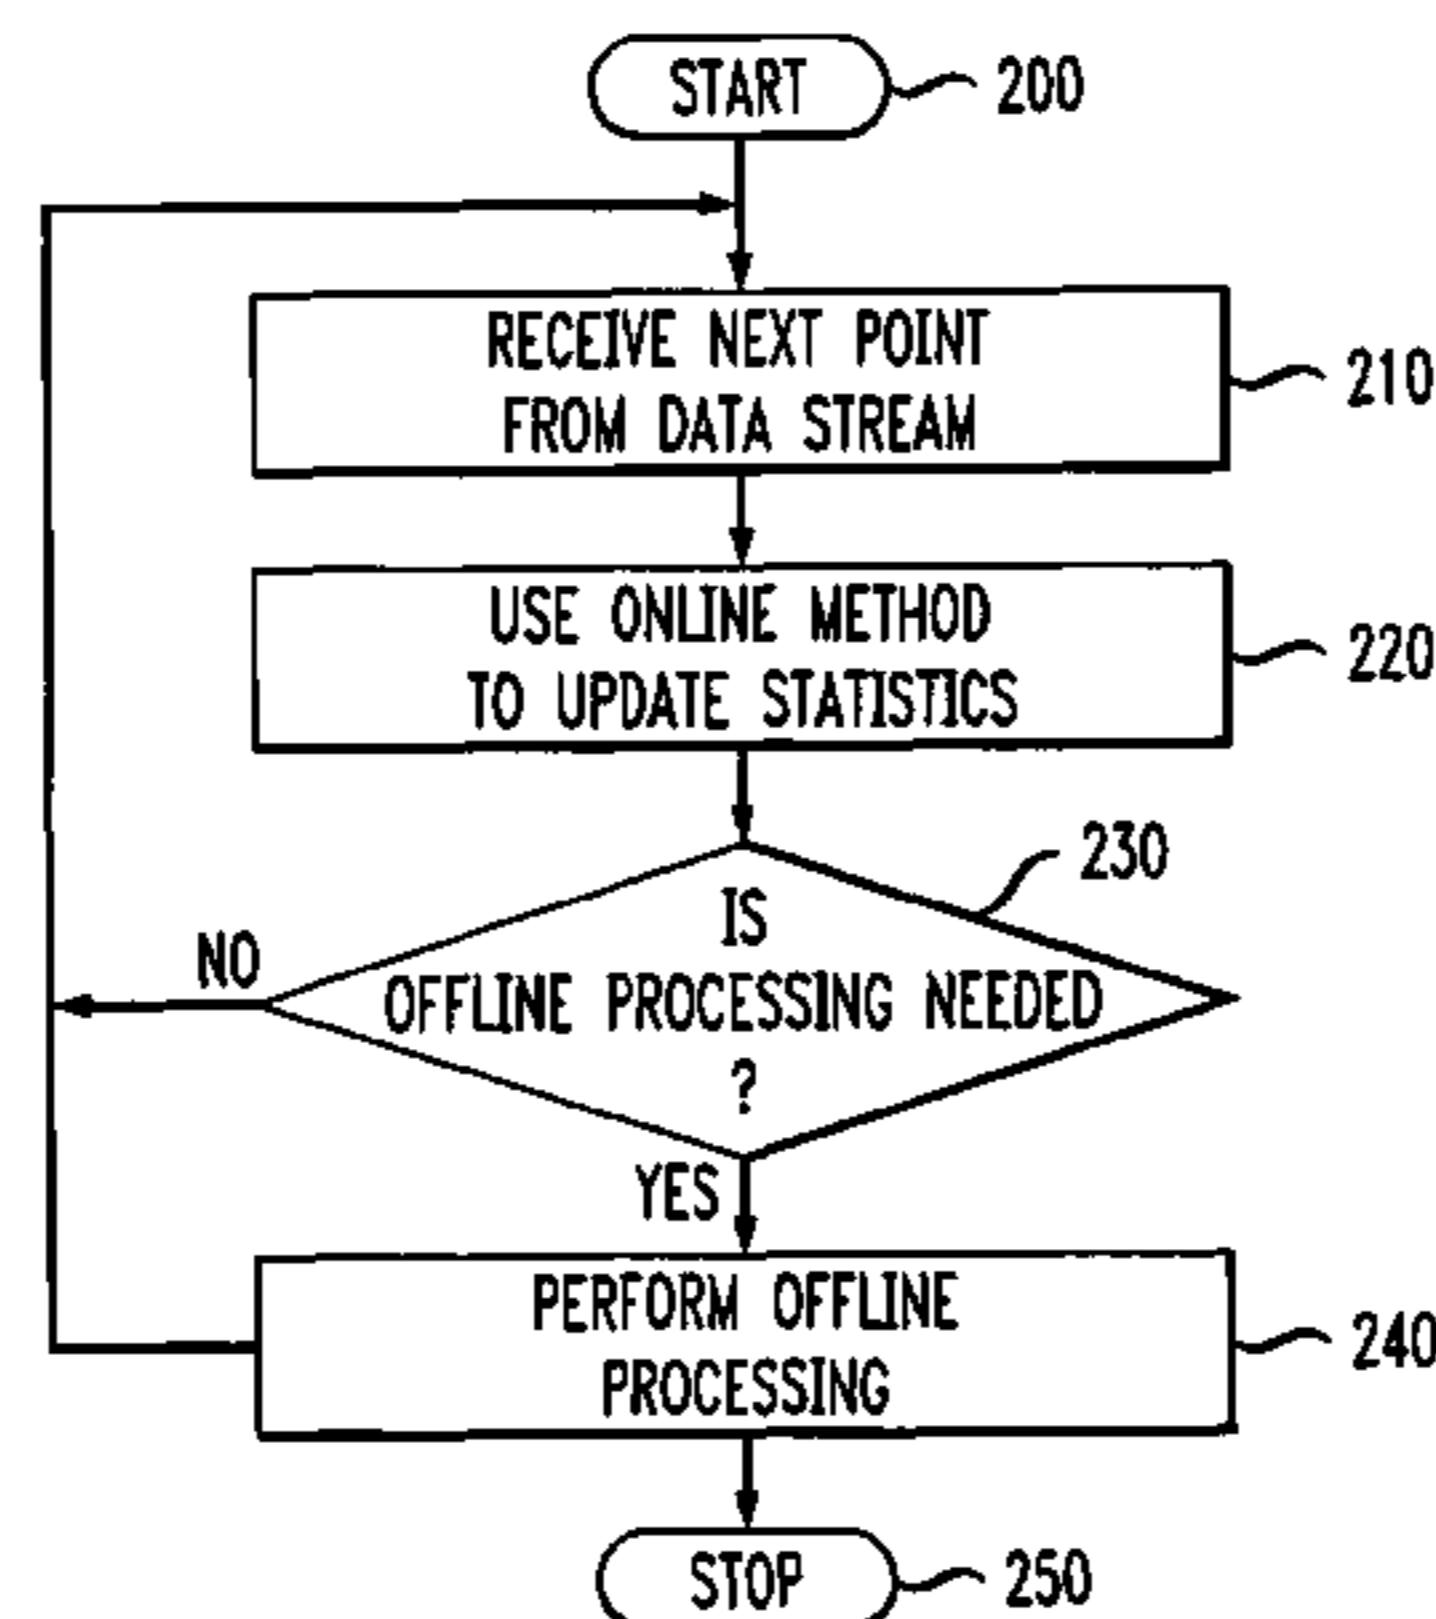 START
200
RECEIVE NEXT POINT
FROM DATA STREAM
210
USE ONLINE METHOD
TO UPDATE STATISTICS
220
230
IS
OFFLINE PROCESSING NEEDED
?
NO
YES
PERFORM OFFLINE
PROCESSING
240
STOP
250